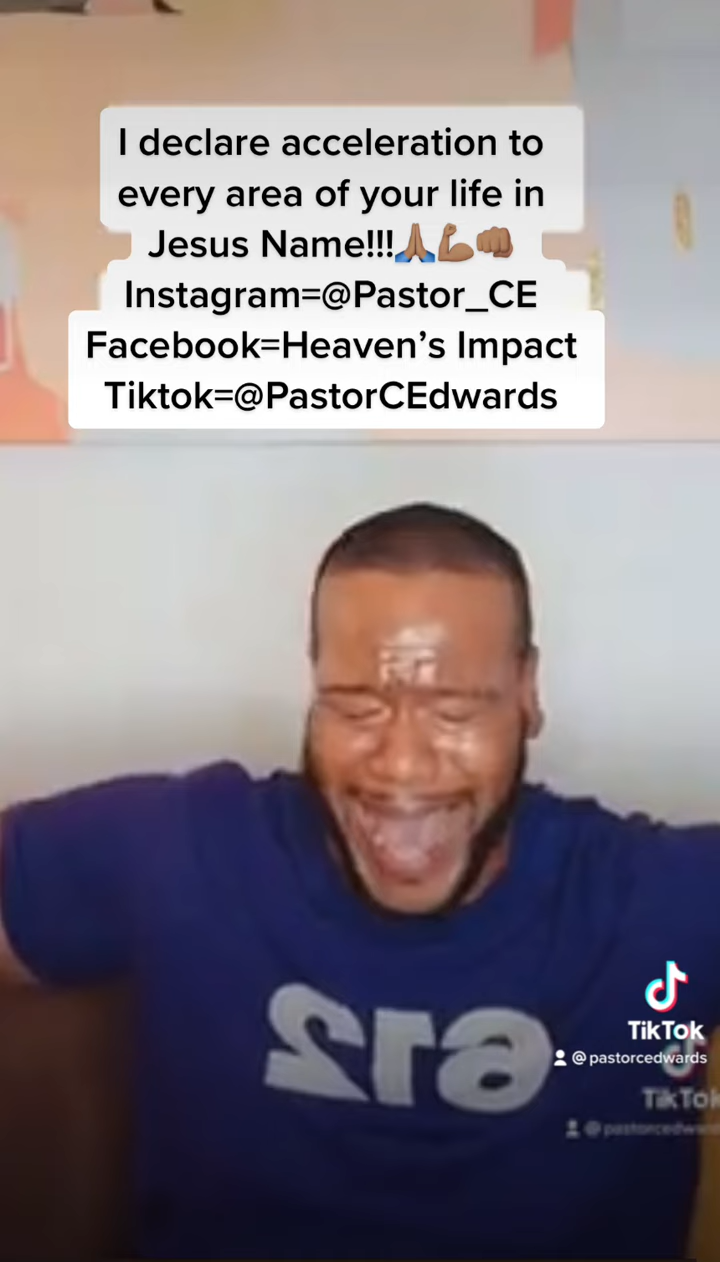 I declare acceleration to
every area of your life in
Jesus Name!!!🙏🏽💪🏽👊🏽
Instagram=@Pastor_CE
Facebook=Heaven’s Impact
Tiktok=@PastorCEdwards
612
TikTok
@pastorcedwards
TikTok